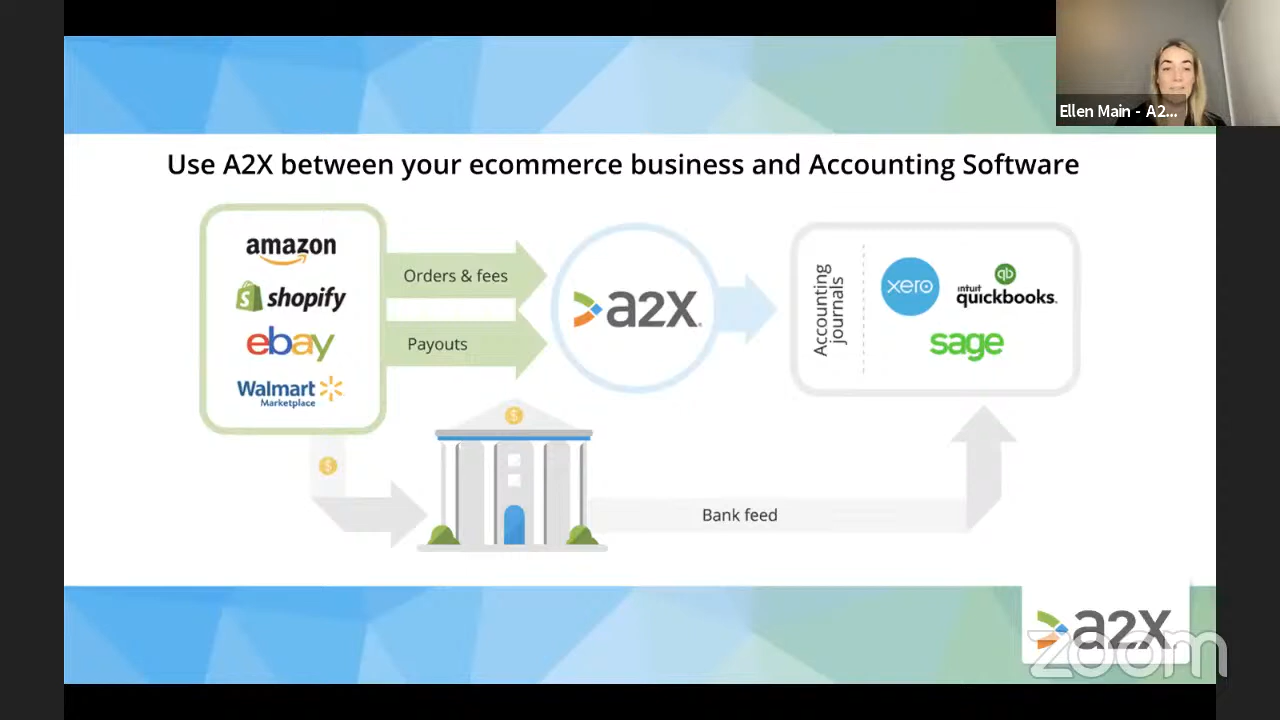 Ellen Main - A2...
Use A2X between your ecommerce business and Accounting Software
amazon
shopify
ebay
Walmart
Marketplace
Orders & fees
Payouts
a2x
Accounting
journals
xero
qb
intuit
quickbooks.
sage
$
$
Bank feed
a2x
zoom